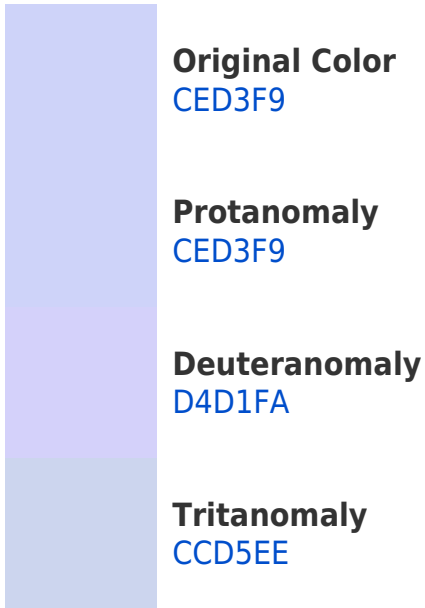 Original Color
CED3F9
Protanomaly
CED3F9
Deuteranomaly
D4D1FA
Tritanomaly
CCD5EE